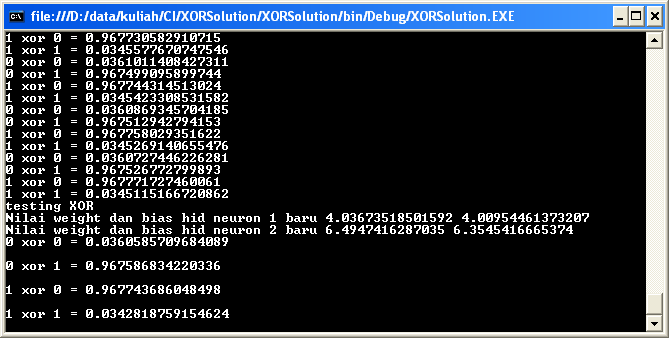 file:///D:/data/kuliah/CI/XORSolution/XORSolution/bin/Debug/XORSolution.EXE
1 xor 0 = 0.967730582910715
1 xor 1 = 0.0345577670747546
0 xor 0 = 0.0361011408427311
0 xor 1 = 0.967499095899744
1 xor 0 = 0.967744314513024
1 xor 1 = 0.0345423308531582
0 xor 0 = 0.0360869345704185
0 xor 1 = 0.967512942794153
1 xor 0 = 0.967758029351622
1 xor 1 = 0.0345269140655476
0 xor 0 = 0.0360727446226281
0 xor 1 = 0.967526772799893
1 xor 0 = 0.967771727460061
1 xor 1 = 0.0345115166720862
testing XOR
Nilai weight dan bias hid neuron 1 baru 4.03673518501592 4.00954461373207
Nilai weight dan bias hid neuron 2 baru 6.4947416287035 6.3545416665374
0 xor 0 = 0.0360585709684089
0 xor 1 = 0.967586834220336
1 xor 0 = 0.967743686048498
1 xor 1 = 0.0342818759154624